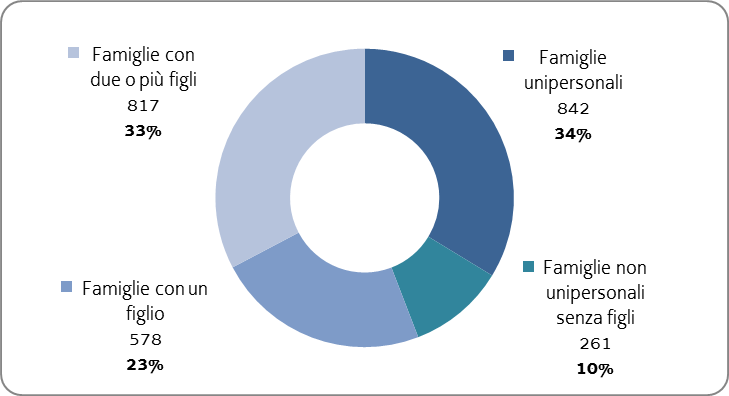 Famiglie con
due o più figli
817
33%
Famiglie
unipersonali
842
34%
Famiglie con un
figlio
578
23%
Famiglie non
unipersonali
senza figli
261
10%